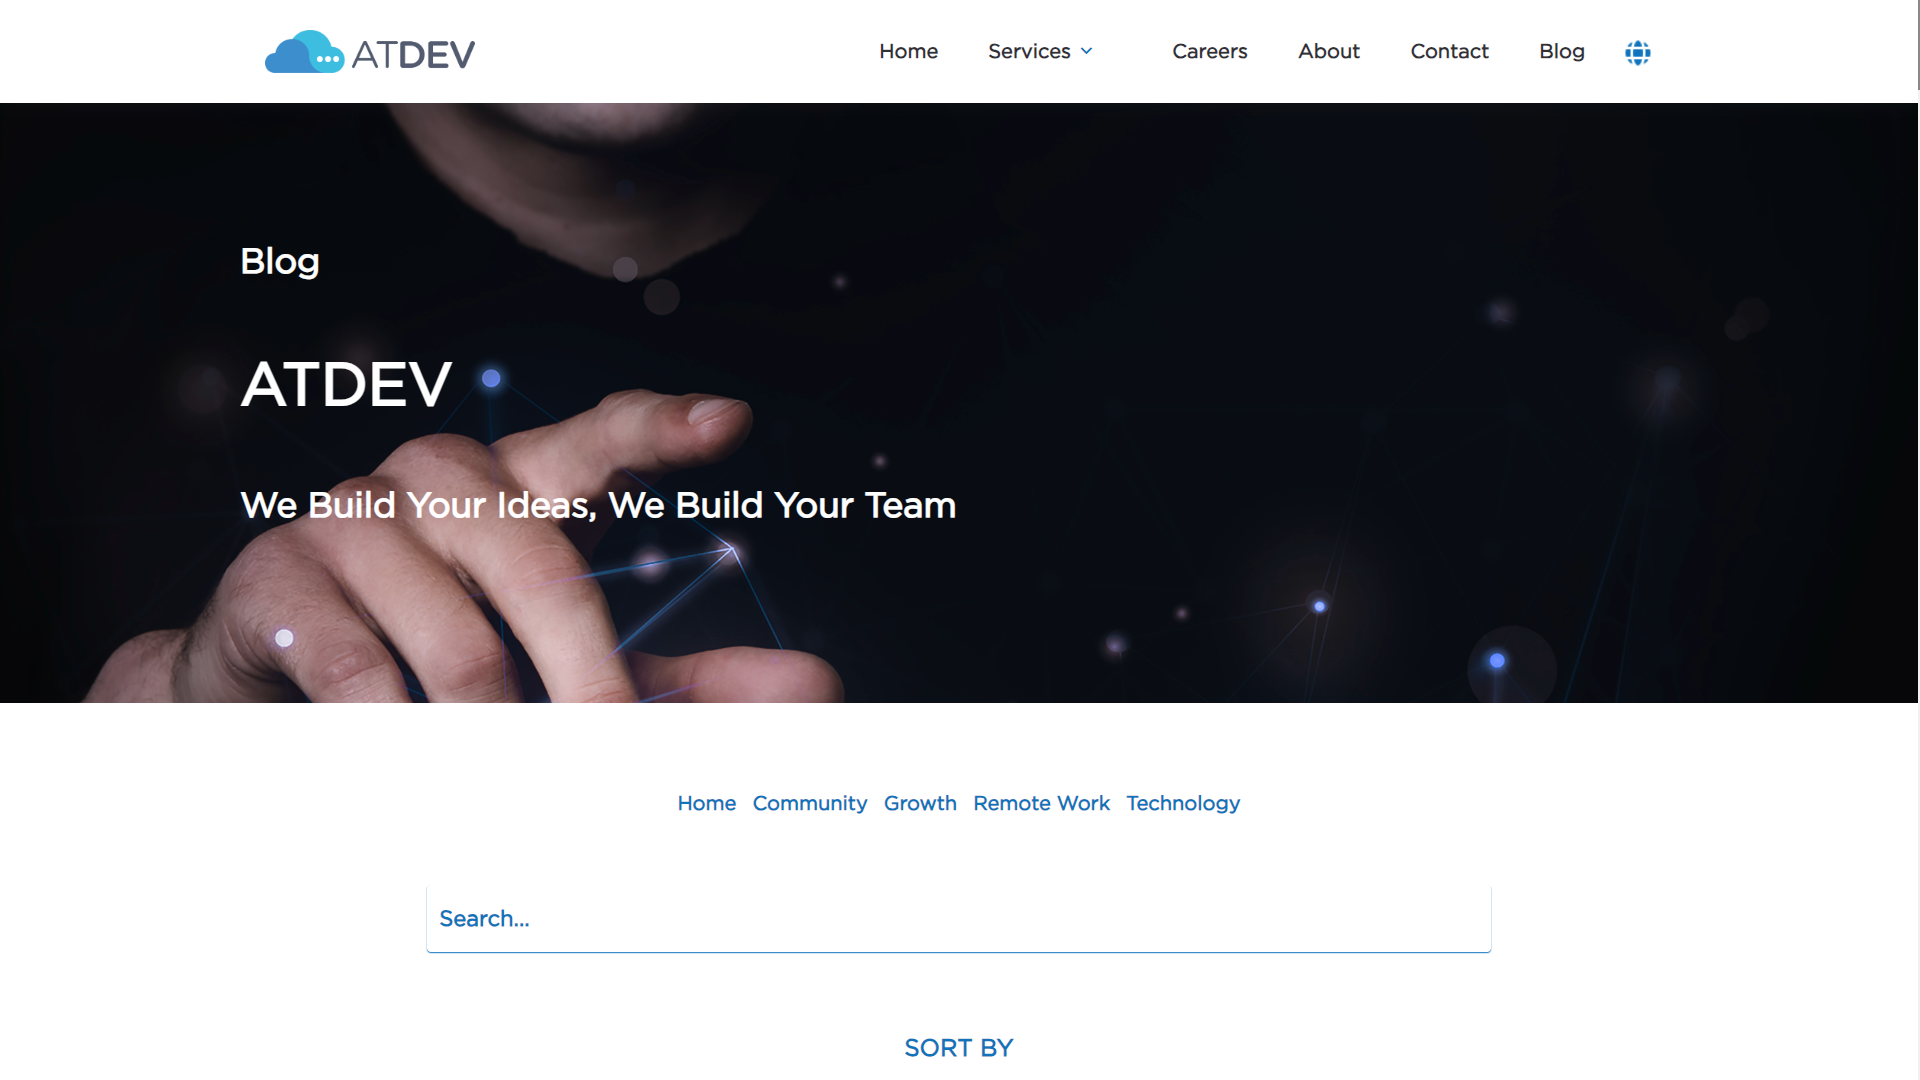 ATDEV
Home Services Careers About Contact Blog
Blog
ATDEV
We Build Your Ideas, We Build Your Team
Home Community Growth Remote Work Technology
Search...
SORT BY